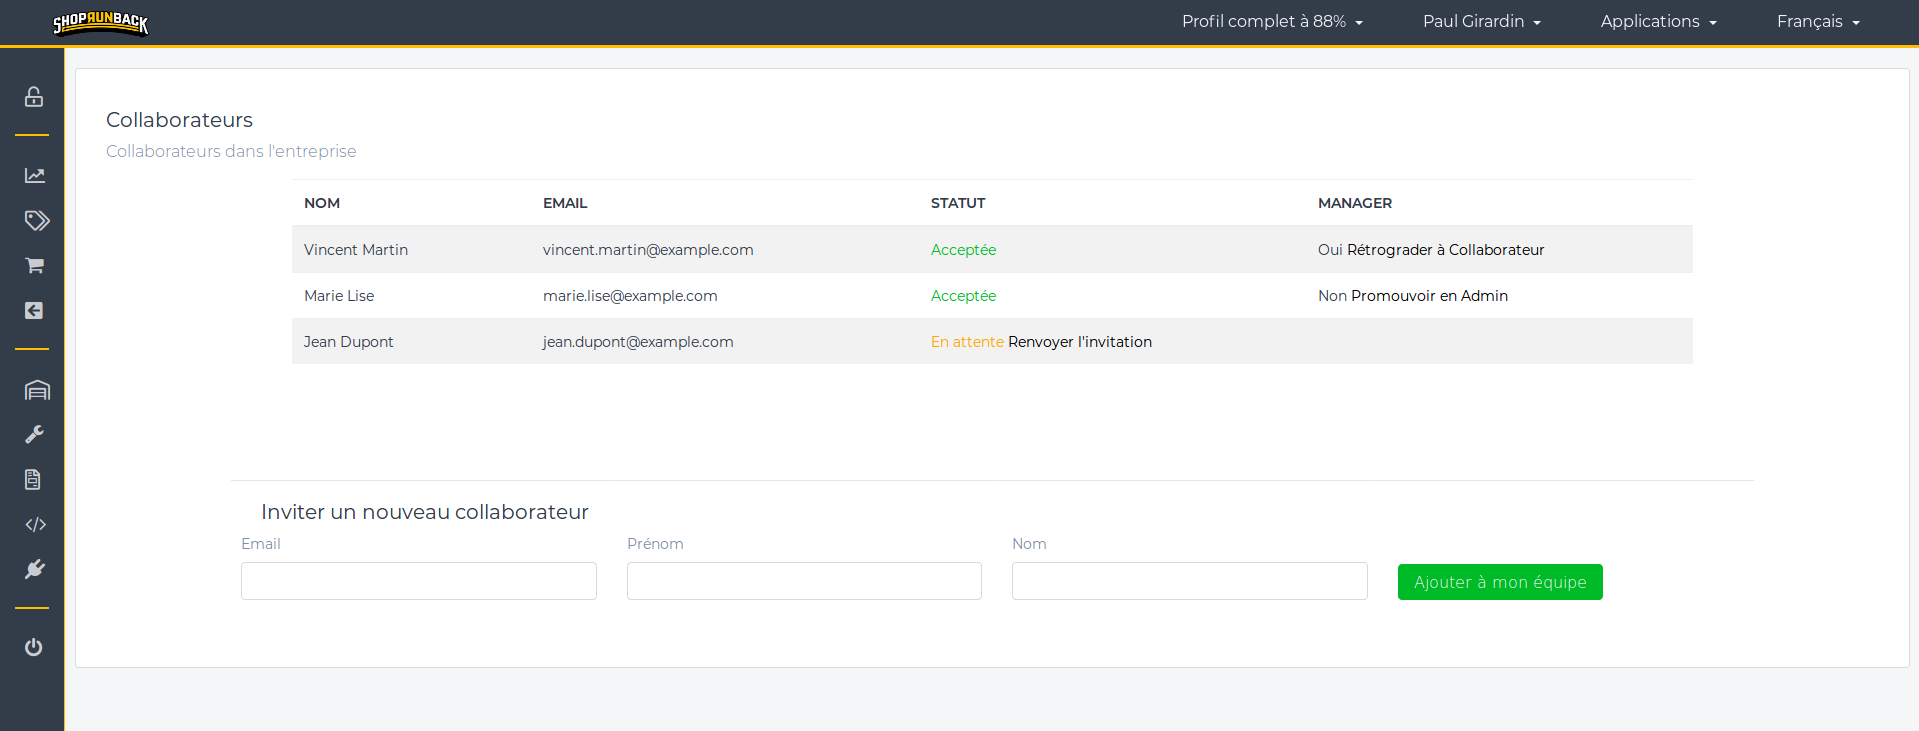 SHOPRUNBACK
Profil complet à 88% Paul Girardin Applications Français
Collaborateurs
Collaborateurs dans l'entreprise
NOM EMAIL STATUT MANAGER
Vincent Martin vincent.martin@example.com Acceptée Oui Rétrograder à Collaborateur
Marie Lise marie.lise@example.com Acceptée Non Promouvoir en Admin
Jean Dupont jean.dupont@example.com En attente Renvoyer l'invitation
Inviter un nouveau collaborateur
Email Prénom Nom
Ajouter à mon équipe